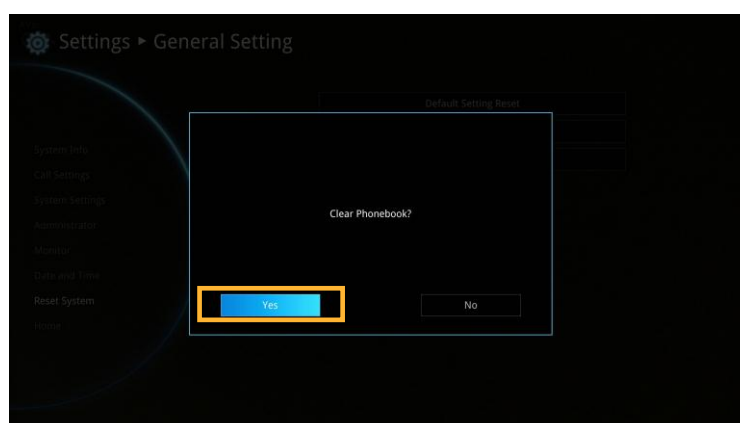 Settings ▸ General Setting
Default Setting Reset
System Info
Call Settings
System Settings
Administrator
Monitor
Date and Time
Reset System
Home
Clear Phonebook?
Yes
No